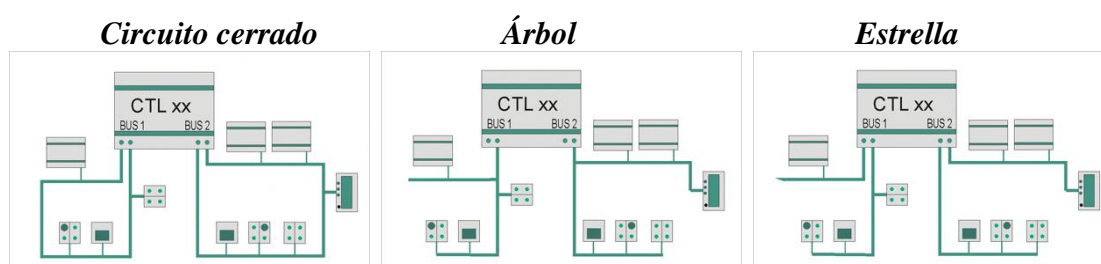 Circuito cerrado Árbol Estrella
CTL xx CTL xx CTL xx
BUS 1 BUS 2 BUS 1 BUS 2 BUS 1 BUS 2